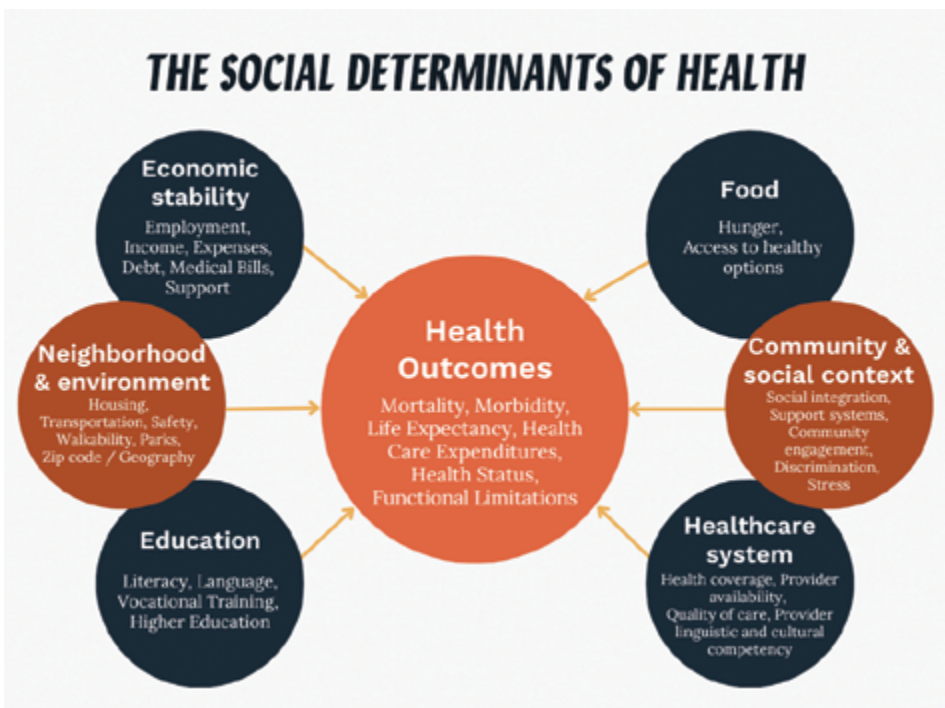 THE SOCIAL DETERMINANTS OF HEALTH
Economic
stability
Employment,
Income, Expenses,
Debt, Medical Bills,
Support
Neighborhood
& environment
Housing,
Transportation, Safety,
Walkability, Parks,
Zip code / Geography
Education
Literacy, Language,
Vocational Training,
Higher Education
Health
Outcomes
Mortality, Morbidity,
Life Expectancy, Health
Care Expenditures,
Health Status,
Functional Limitations
Food
Hunger,
Access to healthy
options
Community &
social context
Social integration,
Support systems,
Community
engagement,
Discrimination,
Stress
Healthcare
system
Health coverage, Provider
availability,
Quality of care, Provider
linguistic and cultural
competency